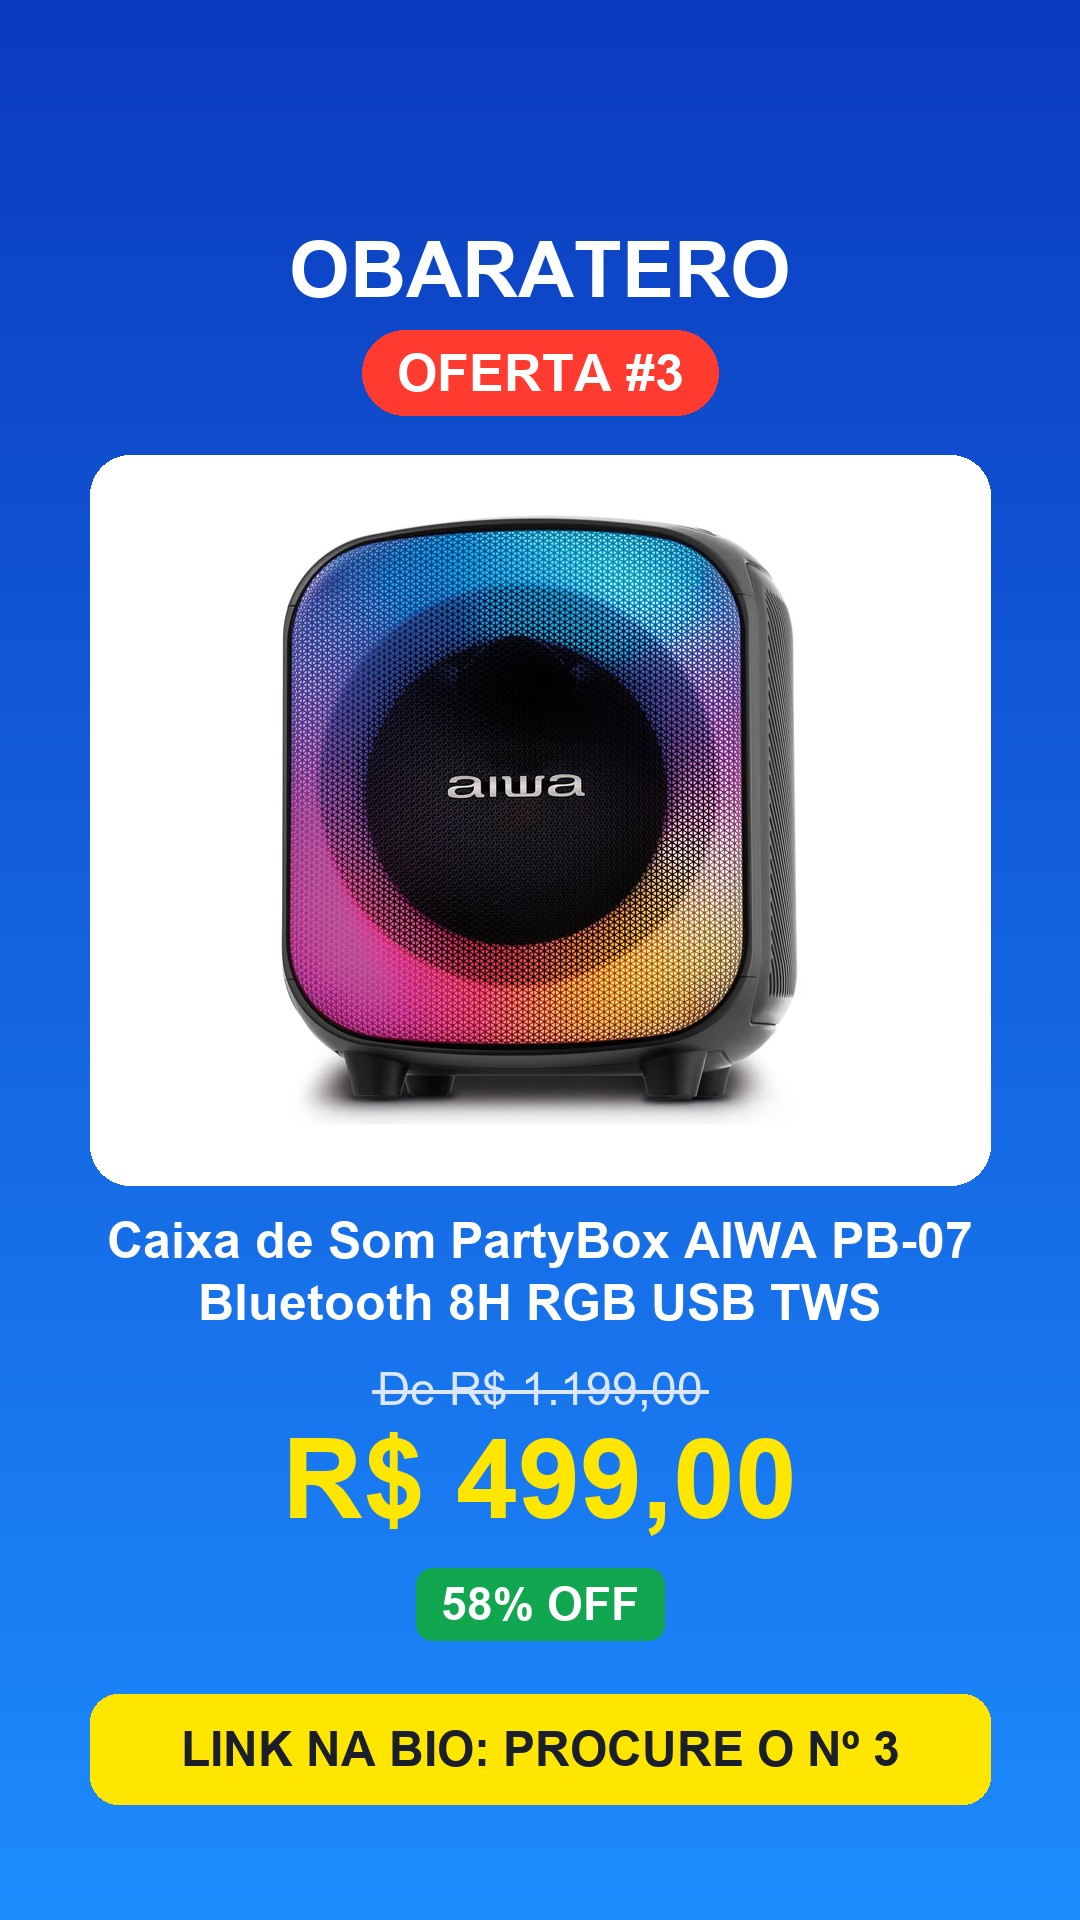 OBARATERO
OFERTA #3
aiwa
Caixa de Som PartyBox AIWA PB-07
Bluetooth 8H RGB USB TWS
De R$ 1.199,00
R$ 499,00
58% OFF
LINK NA BIO: PROCURE O Nº 3